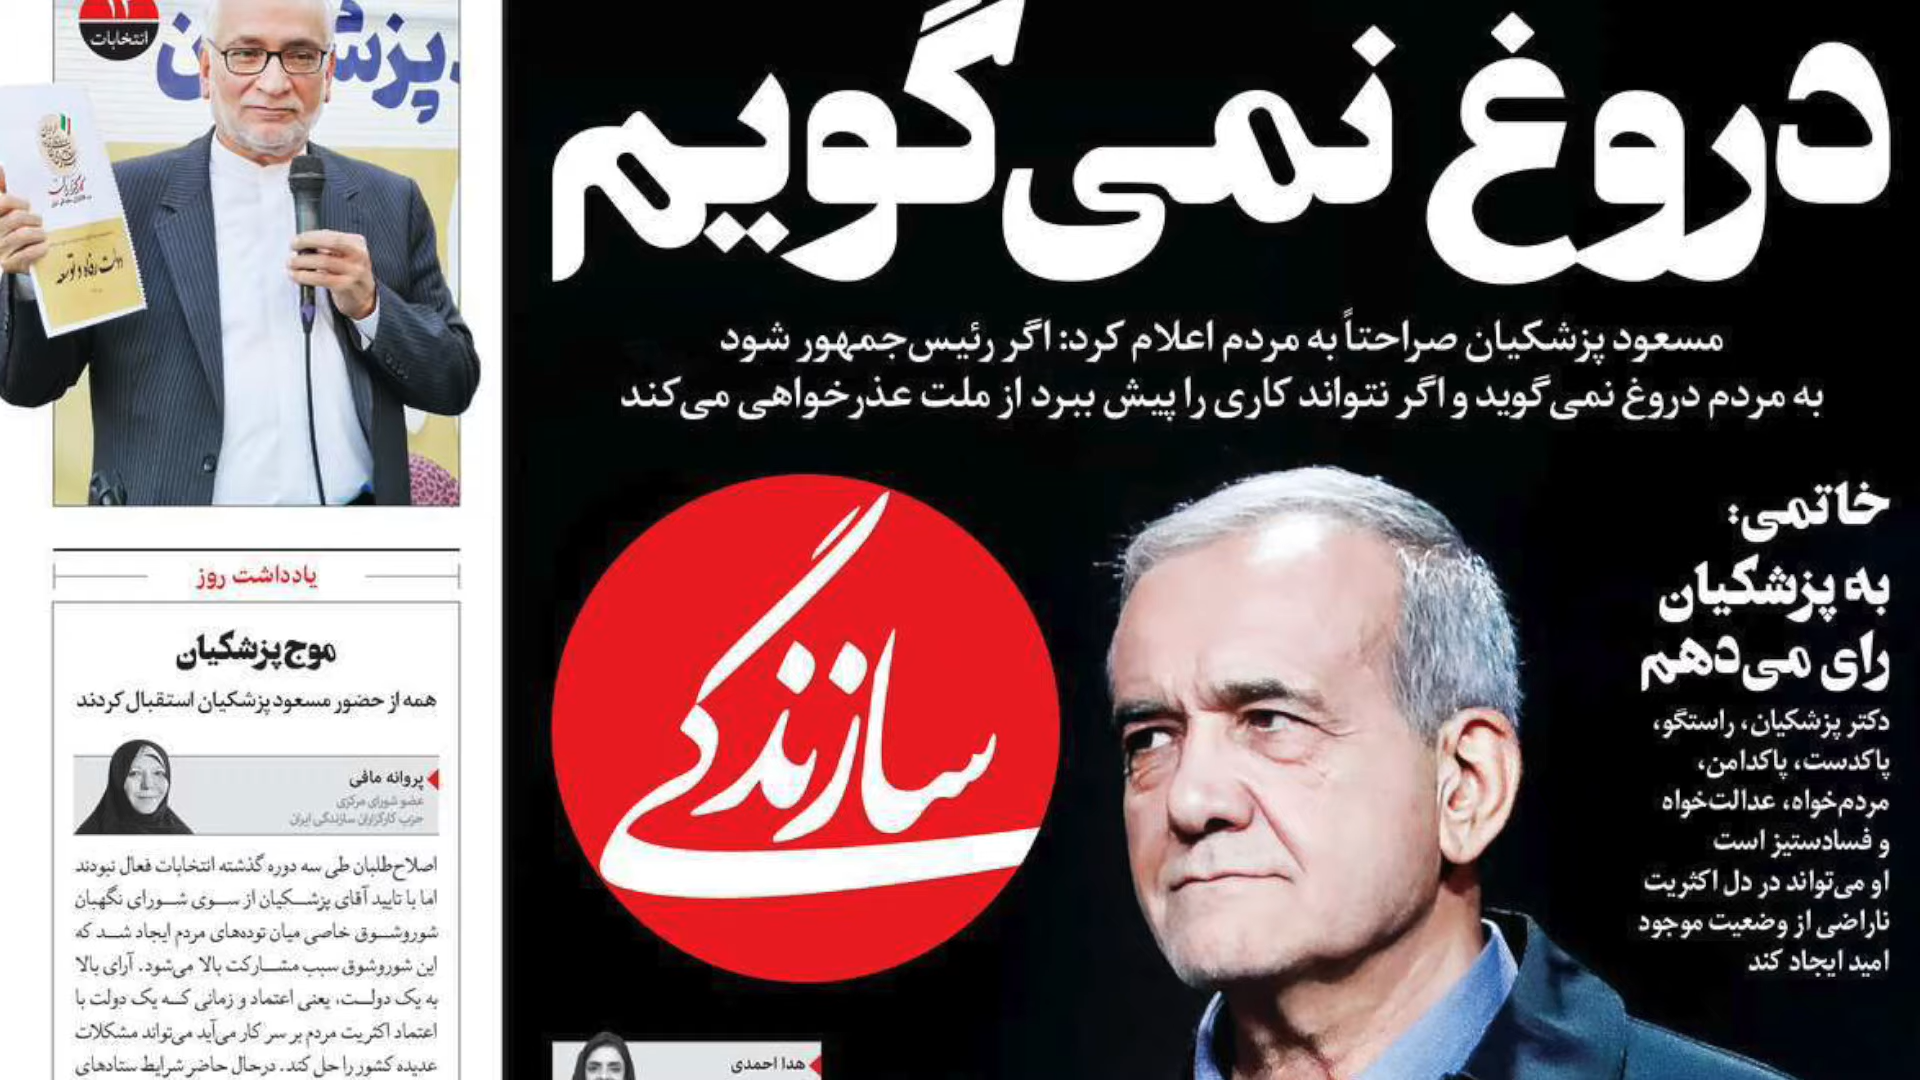 دروغ نمی‌گویم
مسعود پزشکیان صراحتاً به مردم اعلام کرد: اگر رئیس‌جمهور شود
به مردم دروغ نمی‌گوید و اگر نتواند کاری را پیش ببرد از ملت عذرخواهی می‌کند
خاتمی:
به پزشکیان
رای می‌دهم
دکتر پزشکیان، راستگو،
پاکدست، پاکدامن،
مردم‌خواه، عدالت‌خواه
و فسادستیز است
او می‌تواند در دل اکثریت
ناراضی از وضعیت موجود
امید ایجاد کند
سازندگی
هدا احمدی
انتخابات
دولت رفاه و توسعه
یادداشت روز
موج پزشکیان
همه از حضور مسعود پزشکیان استقبال کردند
پروانه مافی
عضو شورای مرکزی
حزب کارگزاران سازندگی ایران
اصلاح‌طلبان طی سه دوره گذشته انتخابات فعال نبودند
اما با تایید آقای پزشکیان از سوی شورای نگهبان
شوروشوق خاصی میان توده‌های مردم ایجاد شد که
این شوروشوق سبب مشارکت بالا می‌شود. آرای بالا
به یک دولت، یعنی اعتماد و زمانی که یک دولت با
اعتماد اکثریت مردم بر سر کار می‌آید می‌تواند مشکلات
عدیده کشور را حل کند. درحال حاضر شرایط ستادهای